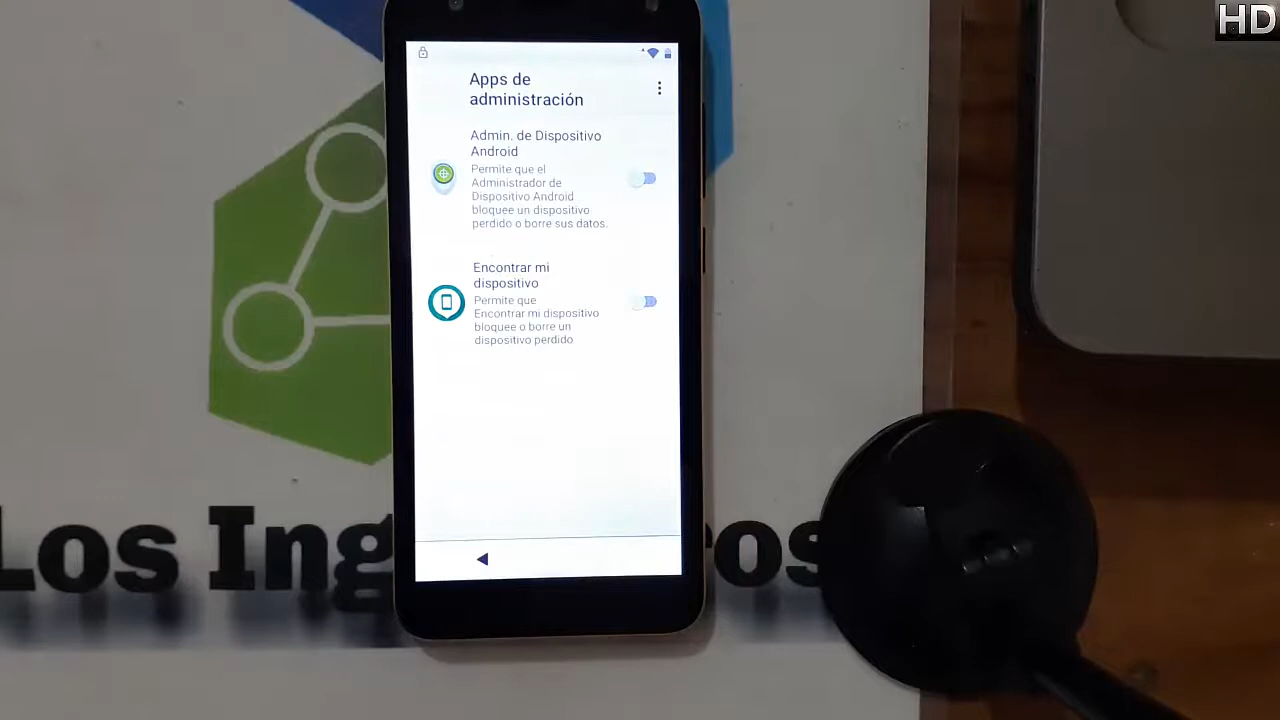 HD
Apps de
administración
Admin. de Dispositivo
Android
Permite que el
Administrador de
Dispositivo Android
bloquee un dispositivo
perdido o borre sus datos.
Encontrar mi
dispositivo
Permite que
Encontrar mi dispositivo
bloquee o borre un
dispositivo perdido
Los Ing ros